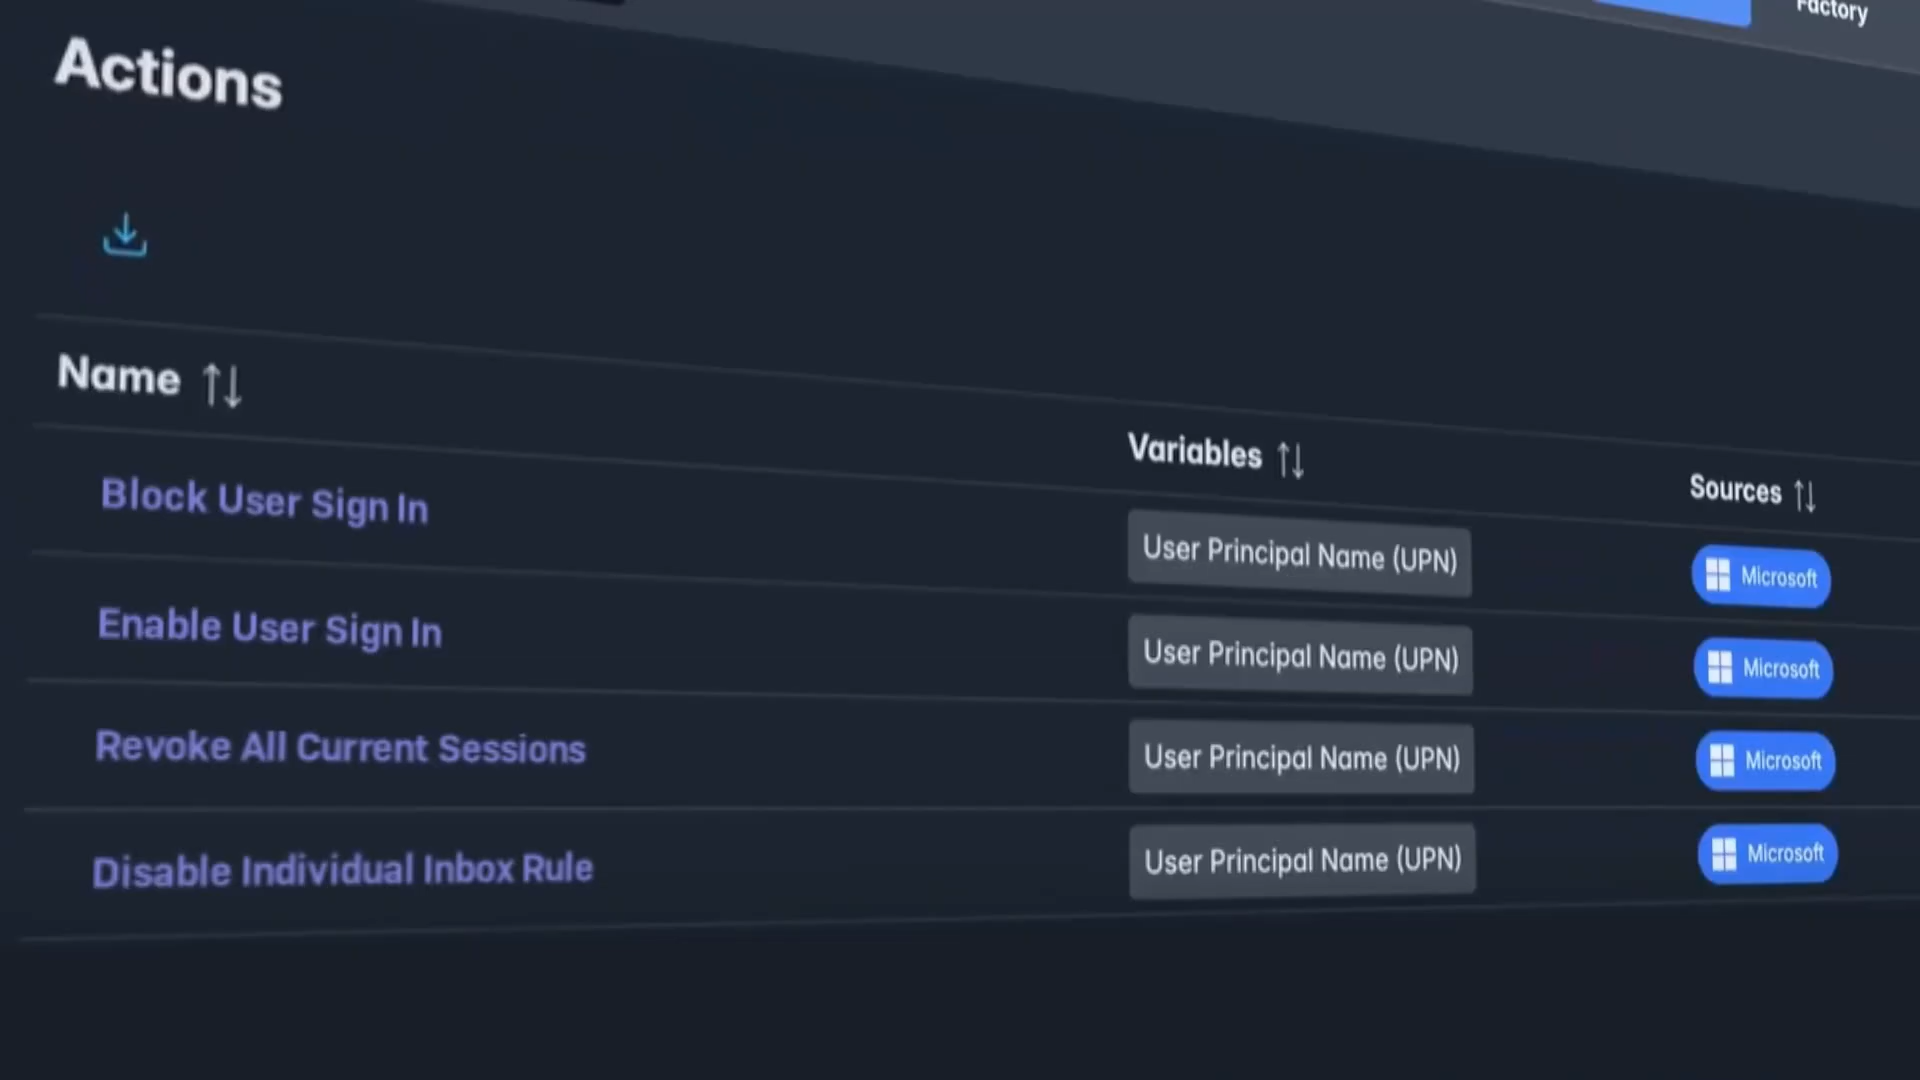 Factory
Actions
Name
Variables
Sources
Block User Sign In
User Principal Name (UPN)
Microsoft
Enable User Sign In
User Principal Name (UPN)
Microsoft
Revoke All Current Sessions
User Principal Name (UPN)
Microsoft
Disable Individual Inbox Rule
User Principal Name (UPN)
Microsoft